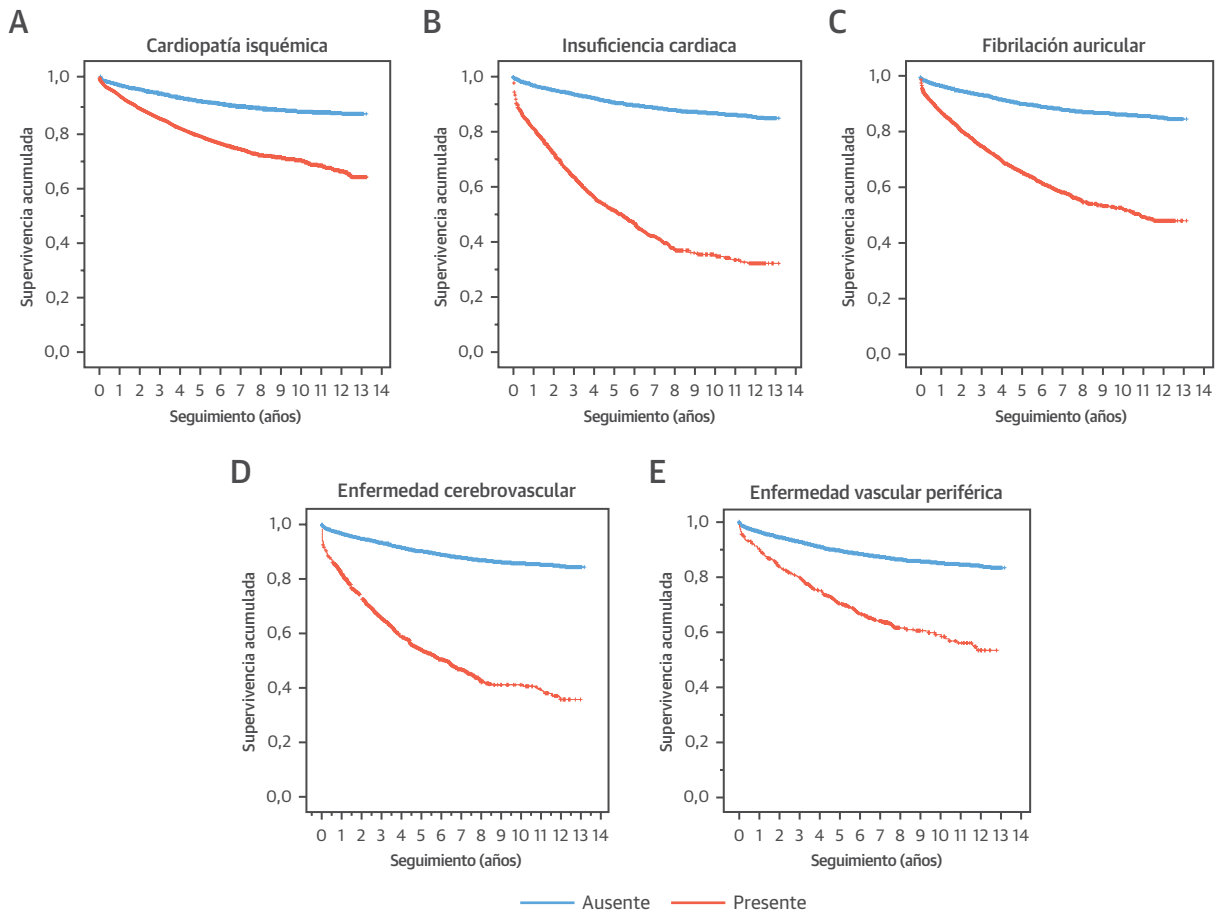 A
Cardiopatía isquémica
Supervivencia acumulada
1,0
0,8
0,6
0,4
0,2
0,0
0 1 2 3 4 5 6 7 8 9 10 11 12 13 14
Seguimiento (años)
B
Insuficiencia cardiaca
Supervivencia acumulada
1,0
0,8
0,6
0,4
0,2
0,0
0 1 2 3 4 5 6 7 8 9 10 11 12 13 14
Seguimiento (años)
C
Fibrilación auricular
Supervivencia acumulada
1,0
0,8
0,6
0,4
0,2
0,0
0 1 2 3 4 5 6 7 8 9 10 11 12 13 14
Seguimiento (años)
D
Enfermedad cerebrovascular
Supervivencia acumulada
1,0
0,8
0,6
0,4
0,2
0,0
0 1 2 3 4 5 6 7 8 9 10 11 12 13 14
Seguimiento (años)
E
Enfermedad vascular periférica
Supervivencia acumulada
1,0
0,8
0,6
0,4
0,2
0,0
0 1 2 3 4 5 6 7 8 9 10 11 12 13 14
Seguimiento (años)
Ausente Presente